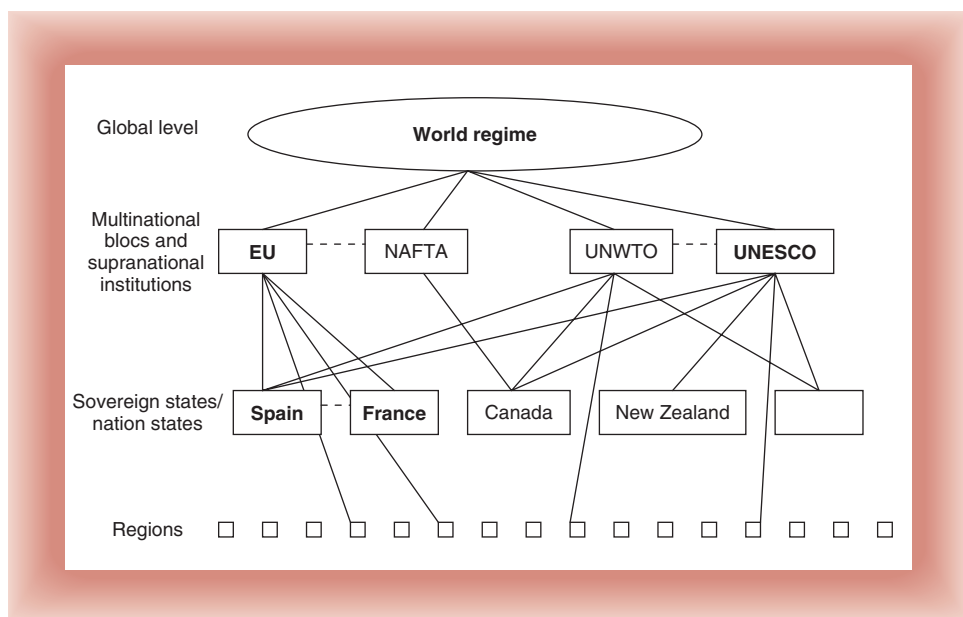 Global level
World regime
Multinational
blocs and
supranational
institutions
EU
NAFTA
UNWTO
UNESCO
Sovereign states/
nation states
Spain
France
Canada
New Zealand
Regions